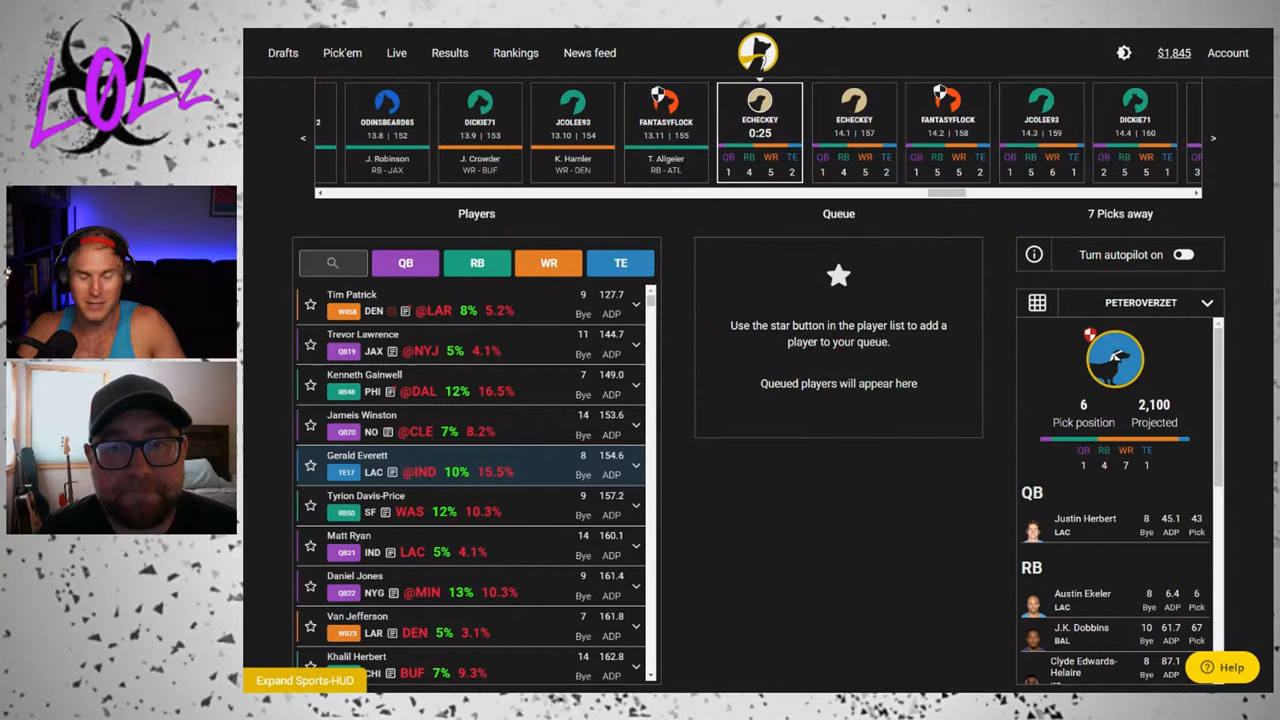 LOLz
Drafts Pick'em Live Results Rankings News feed
$1,845 Account
2
ODINSBEARD85
13.8 | 152
J. Robinson
RB - JAX
DICKIE71
13.9 | 153
J. Crowder
WR - BUF
JCOLEE93
13.10 | 154
K. Hamler
WR - DEN
FANTASYFLOCK
13.11 | 155
T. Allgeier
RB - ATL
ECHECKEY
0:25
QB RB WR TE
1 4 5 2
ECHECKEY
14.1 | 157
QB RB WR TE
1 4 5 2
FANTASYFLOCK
14.2 | 158
QB RB WR TE
1 5 5 2
JCOLEE93
14.3 | 159
QB RB WR TE
1 5 6 1
DICKIE71
14.4 | 160
QB RB WR TE
2 5 5 1
3
Players
QB RB WR TE
Tim Patrick 9 127.7
WR58 DEN @LAR 8% 5.2% Bye ADP
Trevor Lawrence 11 144.7
QB19 JAX @NYJ 5% 4.1% Bye ADP
Kenneth Gainwell 7 149.0
RB48 PHI @DAL 12% 16.5% Bye ADP
Jameis Winston 14 153.6
QB20 NO @CLE 7% 8.2% Bye ADP
Gerald Everett 8 154.6
TE17 LAC @IND 10% 15.5% Bye ADP
Tyrion Davis-Price 9 157.2
RB50 SF WAS 12% 10.3% Bye ADP
Matt Ryan 14 160.1
QB21 IND LAC 5% 4.1% Bye ADP
Daniel Jones 9 161.4
QB22 NYG @MIN 13% 10.3% Bye ADP
Van Jefferson 7 161.8
WR73 LAR DEN 5% 3.1% Bye ADP
Khalil Herbert 14 162.8
CHI BUF 7% 9.3% Bye ADP
Expand Sports-HUD
Queue
Use the star button in the player list to add a
player to your queue.
Queued players will appear here
7 Picks away
Turn autopilot on
PETEROVERZET
6 2,100
Pick position Projected
QB RB WR TE
1 4 7 1
QB
Justin Herbert 8 45.1 43
LAC Bye ADP Pick
RB
Austin Ekeler 8 6.4 6
LAC Bye ADP Pick
J.K. Dobbins 10 61.7 67
BAL Bye ADP Pick
Clyde Edwards-
Helaire 8 87.1
Help